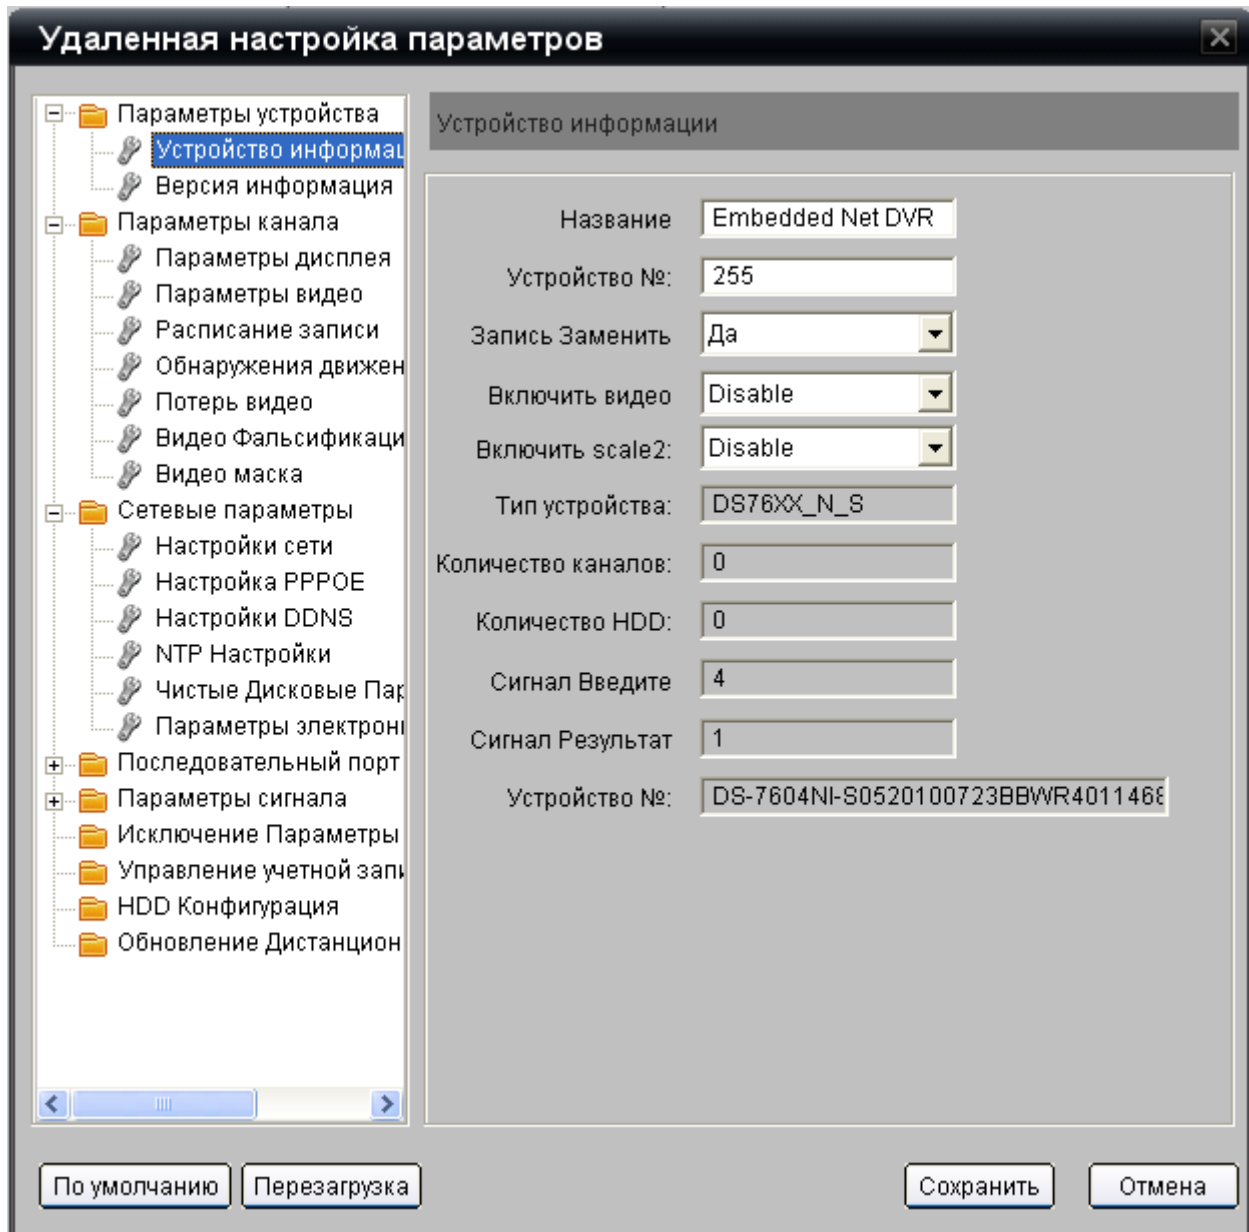 Удаленная настройка параметров
Параметры устройства
Устройство информац
Версия информация
Параметры канала
Параметры дисплея
Параметры видео
Расписание записи
Обнаружения движен
Потерь видео
Видео Фальсификаци
Видео маска
Сетевые параметры
Настройки сети
Настройка PPPOE
Настройки DDNS
NTP Настройки
Чистые Дисковые Пар
Параметры электрон
Последовательный порт
Параметры сигнала
Исключение Параметры
Управление учетной запи
HDD Конфигурация
Обновление Дистанцион
Устройство информации
Название Embedded Net DVR
Устройство №: 255
Запись Заменить Да
Включить видео Disable
Включить scale2: Disable
Тип устройства: DS76XX_N_S
Количество каналов: 0
Количество HDD: 0
Сигнал Введите 4
Сигнал Результат 1
Устройство №: DS-7604NI-S0520100723BBWR4011468
По умолчанию Перезагрузка Сохранить Отмена